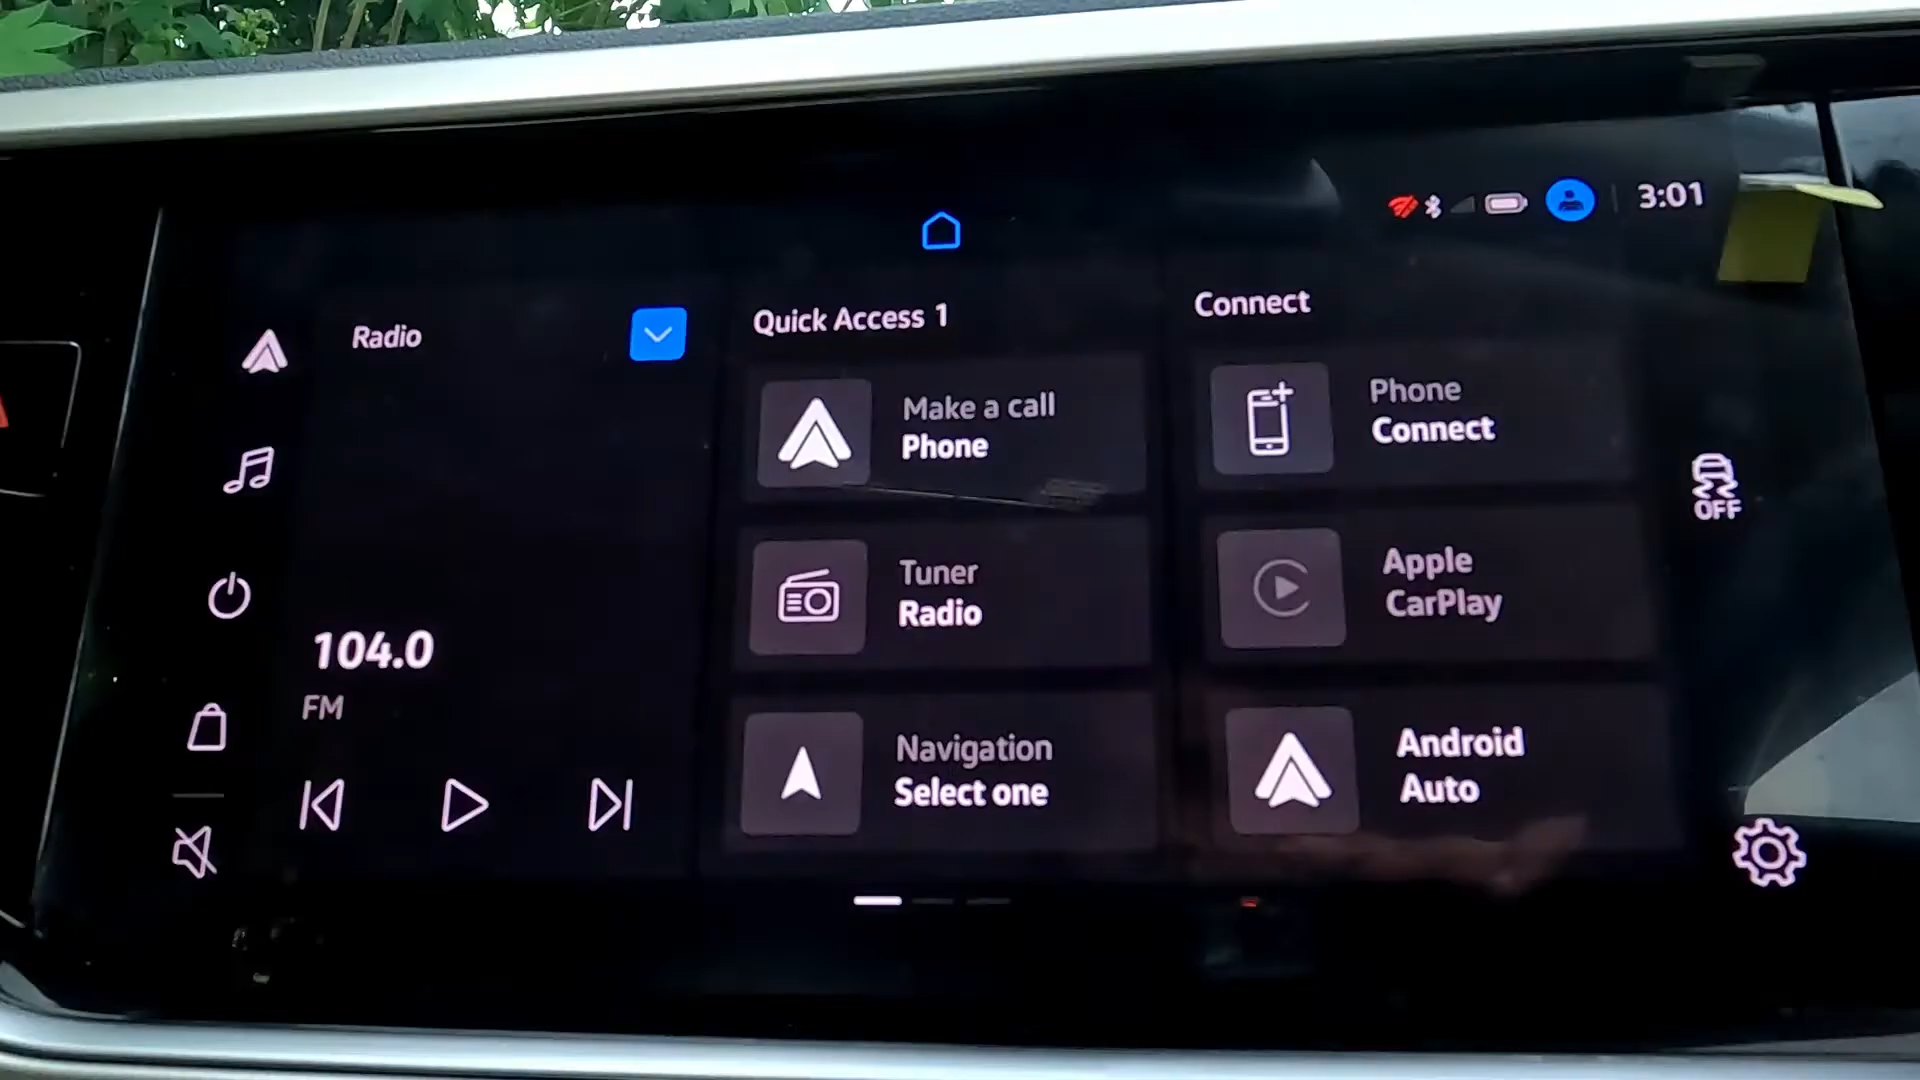 3:01
Radio
104.0
FM
Quick Access 1
Make a call
Phone
Tuner
Radio
Navigation
Select one
Connect
Phone
Connect
Apple
CarPlay
Android
Auto
OFF